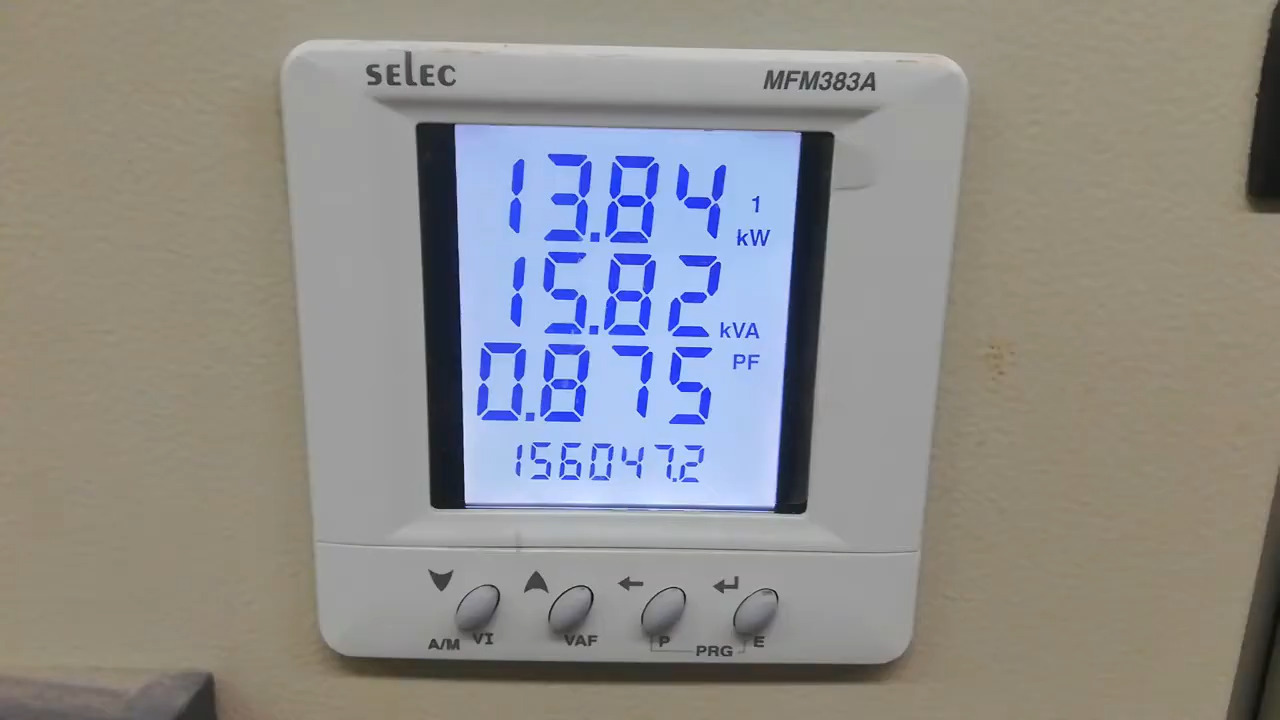 SELEC MFM383A
13.84 1 kW
15.82 kVA
0.875 PF
156047.2
A/M VI VAF P PRG E